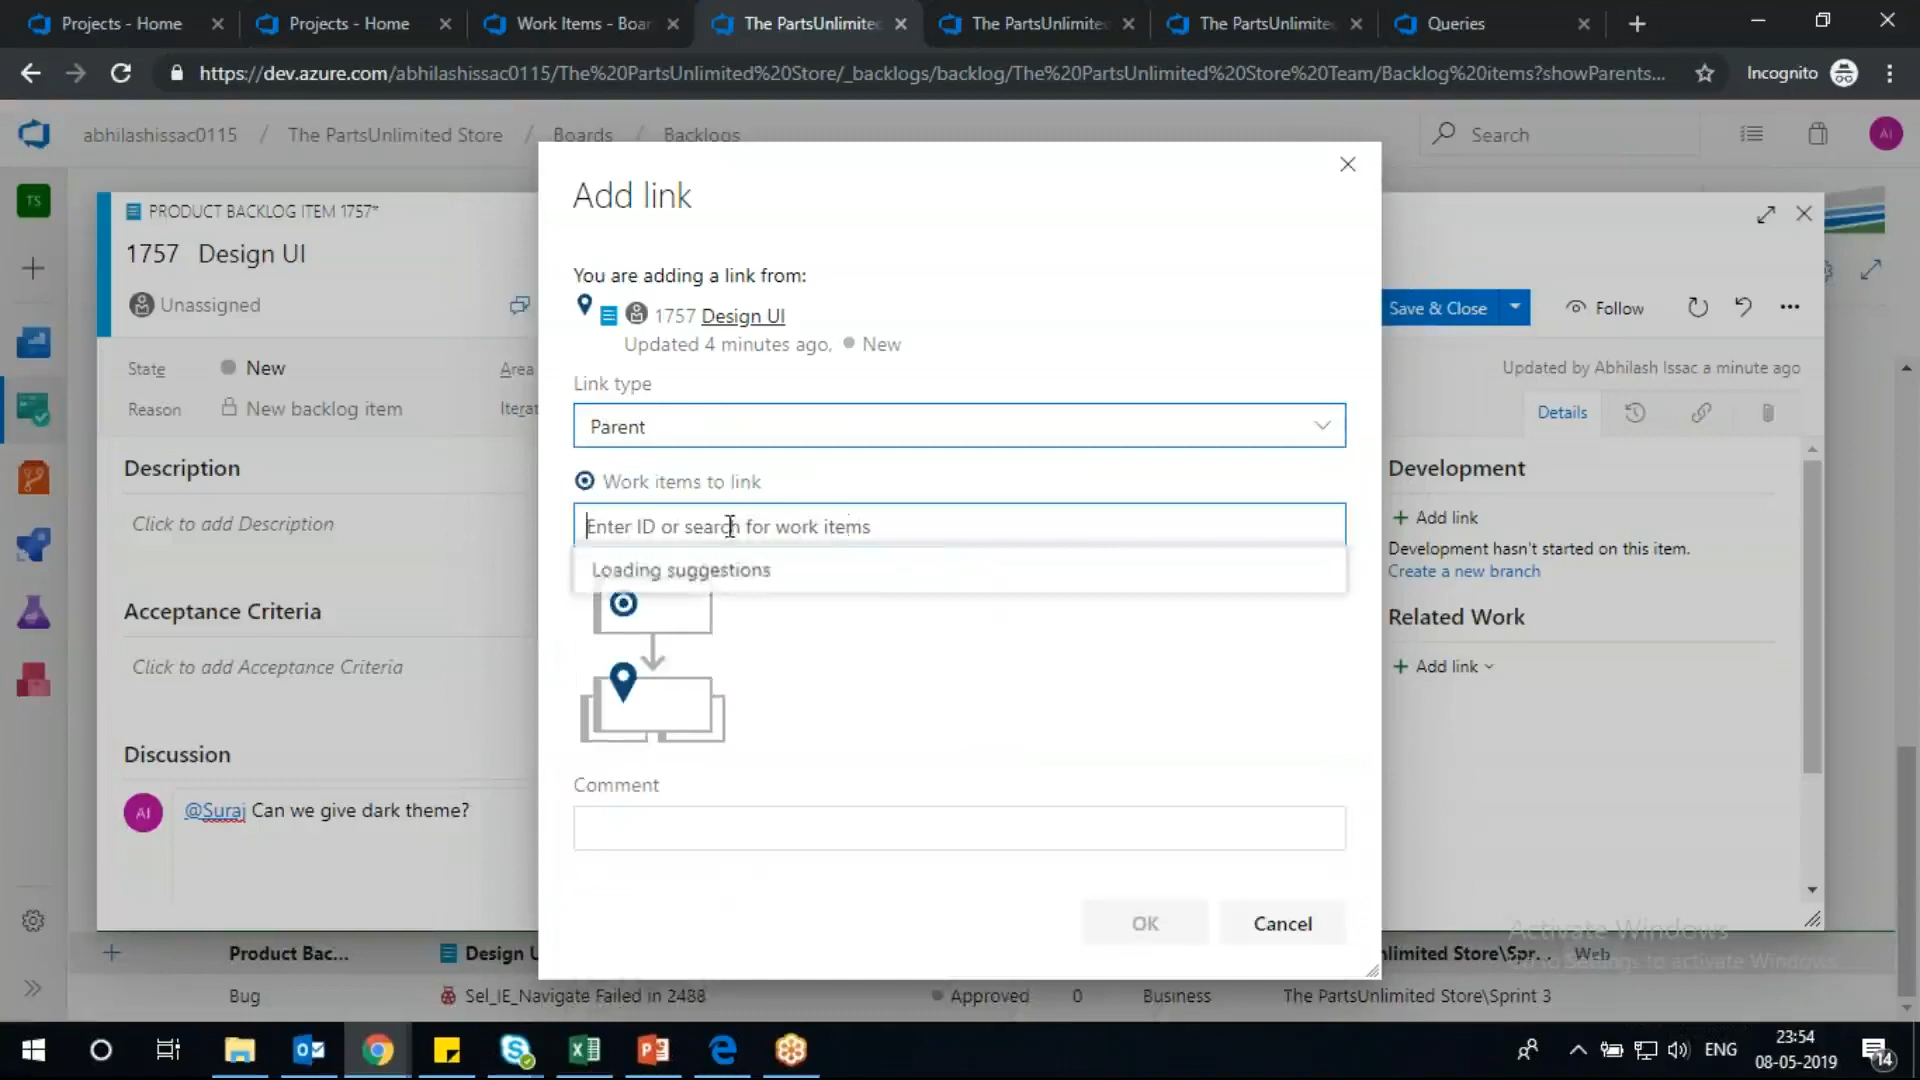 Projects - Home
Projects - Home
Work Items - Boar
The PartsUnlimited
The PartsUnlimited
The PartsUnlimited
Queries
https://dev.azure.com/abhilashissac0115/The%20PartsUnlimited%20Store/_backlogs/backlog/The%20PartsUnlimited%20Store%20Team/Backlog%20items?showParents...
Incognito
abhilashissac0115 / The PartsUnlimited Store / Boards / Backlogs
Search
AI
TS
PRODUCT BACKLOG ITEM 1757*
1757 Design UI
Unassigned
Save & Close
Follow
State
New
Area
Updated by Abhilash Issac a minute ago
Reason
New backlog item
Iterat
Details
Description
Click to add Description
Acceptance Criteria
Click to add Acceptance Criteria
Discussion
AI
@Suraj Can we give dark theme?
Add link
You are adding a link from:
1757 Design UI
Updated 4 minutes ago, New
Link type
Parent
Work items to link
Enter ID or search for work items
Loading suggestions
Comment
OK
Cancel
Development
+ Add link
Development hasn't started on this item.
Create a new branch
Related Work
+ Add link
Activate Windows
Go to Settings to activate Windows.
Product Bac...
Design U
nlimited Store\Spr...
Web
Bug
Sel_IE_Navigate Failed in 2488
Approved
0
Business
The PartsUnlimited Store\Sprint 3
ENG
23:54
08-05-2019
14